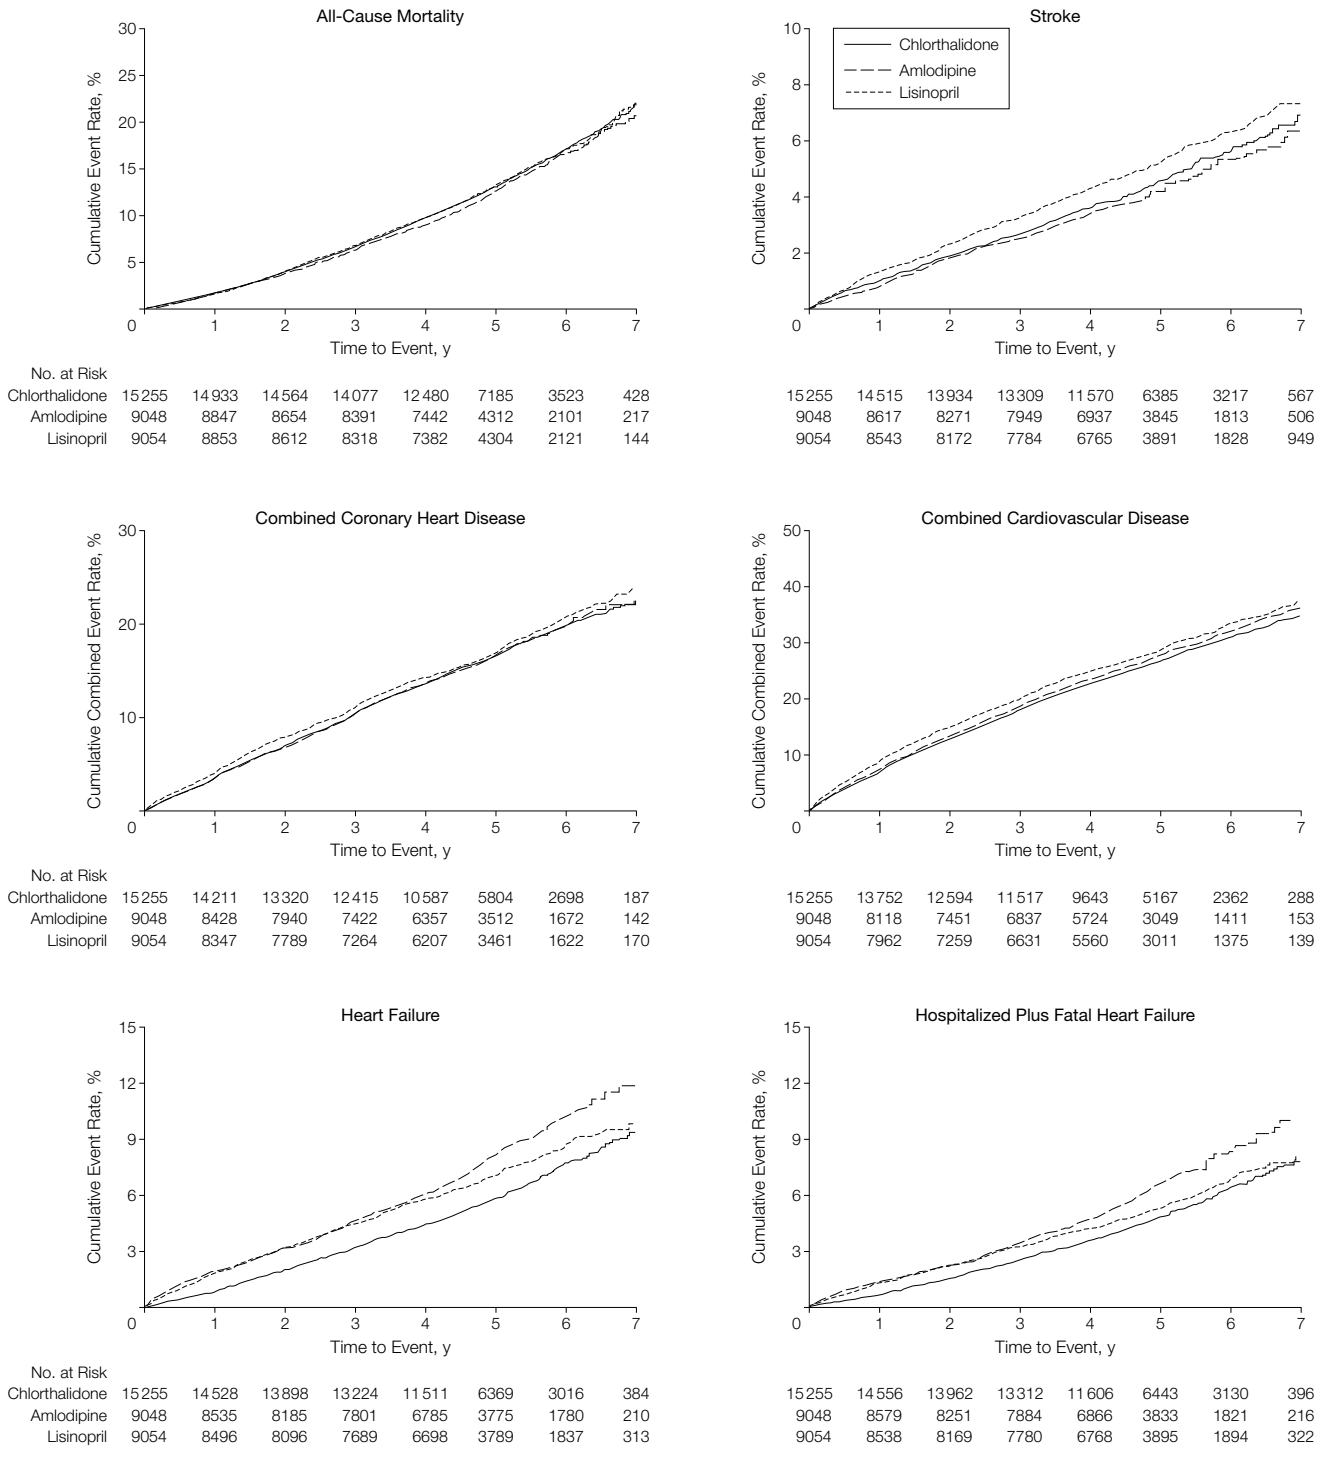 All-Cause Mortality
Cumulative Event Rate, %
30
25
20
15
10
5
0 1 2 3 4 5 6 7
Time to Event, y
No. at Risk
Chlorthalidone 15255 14933 14564 14077 12480 7185 3523 428
Amlodipine 9048 8847 8654 8391 7442 4312 2101 217
Lisinopril 9054 8853 8612 8318 7382 4304 2121 144
Stroke
Chlorthalidone
Amlodipine
Lisinopril
Cumulative Event Rate, %
10
8
6
4
2
0 1 2 3 4 5 6 7
Time to Event, y
15255 14515 13934 13309 11570 6385 3217 567
9048 8617 8271 7949 6937 3845 1813 506
9054 8543 8172 7784 6765 3891 1828 949
Combined Coronary Heart Disease
Cumulative Combined Event Rate, %
30
20
10
0 1 2 3 4 5 6 7
Time to Event, y
No. at Risk
Chlorthalidone 15255 14211 13320 12415 10587 5804 2698 187
Amlodipine 9048 8428 7940 7422 6357 3512 1672 142
Lisinopril 9054 8347 7789 7264 6207 3461 1622 170
Combined Cardiovascular Disease
Cumulative Combined Event Rate, %
50
40
30
20
10
0 1 2 3 4 5 6 7
Time to Event, y
15255 13752 12594 11517 9643 5167 2362 288
9048 8118 7451 6837 5724 3049 1411 153
9054 7962 7259 6631 5560 3011 1375 139
Heart Failure
Cumulative Event Rate, %
15
12
9
6
3
0 1 2 3 4 5 6 7
Time to Event, y
No. at Risk
Chlorthalidone 15255 14528 13898 13224 11511 6369 3016 384
Amlodipine 9048 8535 8185 7801 6785 3775 1780 210
Lisinopril 9054 8496 8096 7689 6698 3789 1837 313
Hospitalized Plus Fatal Heart Failure
Cumulative Event Rate, %
15
12
9
6
3
0 1 2 3 4 5 6 7
Time to Event, y
15255 14556 13962 13312 11606 6443 3130 396
9048 8579 8251 7884 6866 3833 1821 216
9054 8538 8169 7780 6768 3895 1894 322